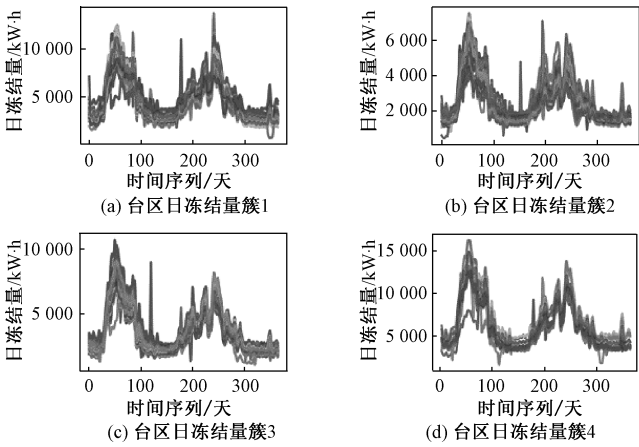 日冻结量/kW·h
10 000
5 000
0
100
200
300
时间序列/天
(a) 台区日冻结量簇1
日冻结量/kW·h
6 000
4 000
2 000
0
100
200
300
时间序列/天
(b) 台区日冻结量簇2
日冻结量/kW·h
10 000
5 000
0
100
200
300
时间序列/天
(c) 台区日冻结量簇3
日冻结量/kW·h
15 000
10 000
5 000
0
100
200
300
时间序列/天
(d) 台区日冻结量簇4